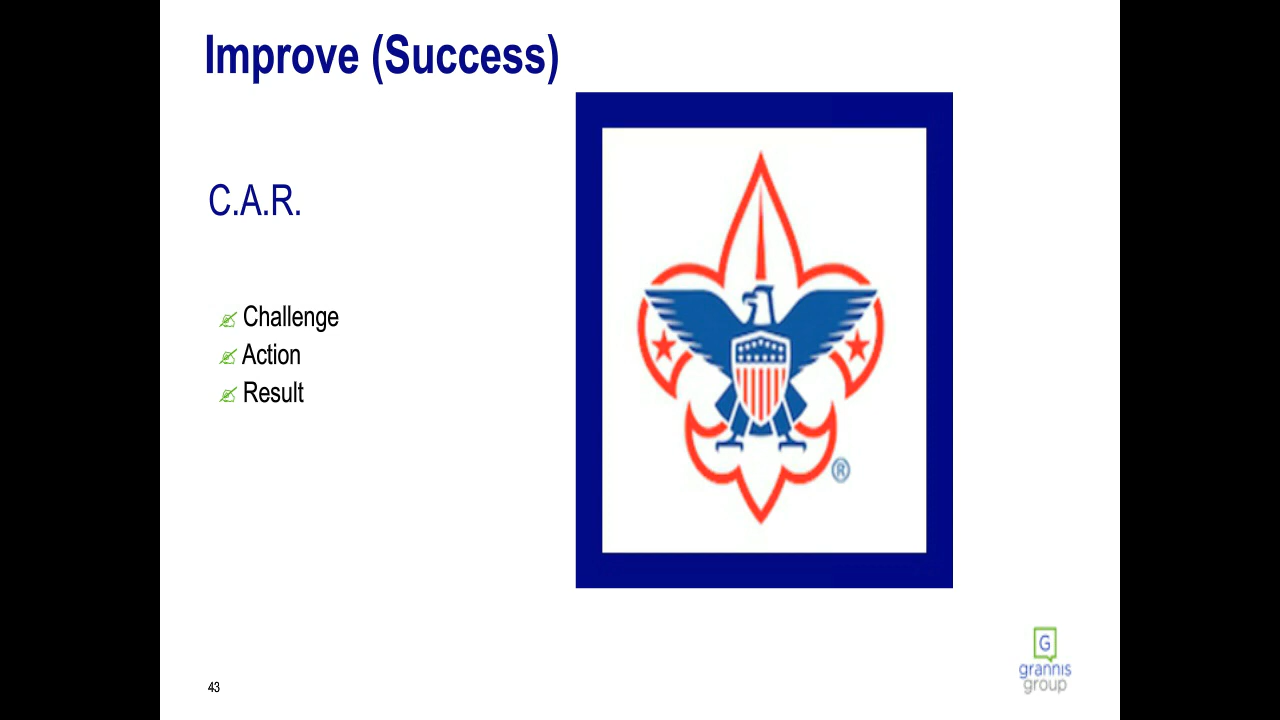 Improve (Success)
C.A.R.
Challenge
Action
Result
®
G
grannis
group
43